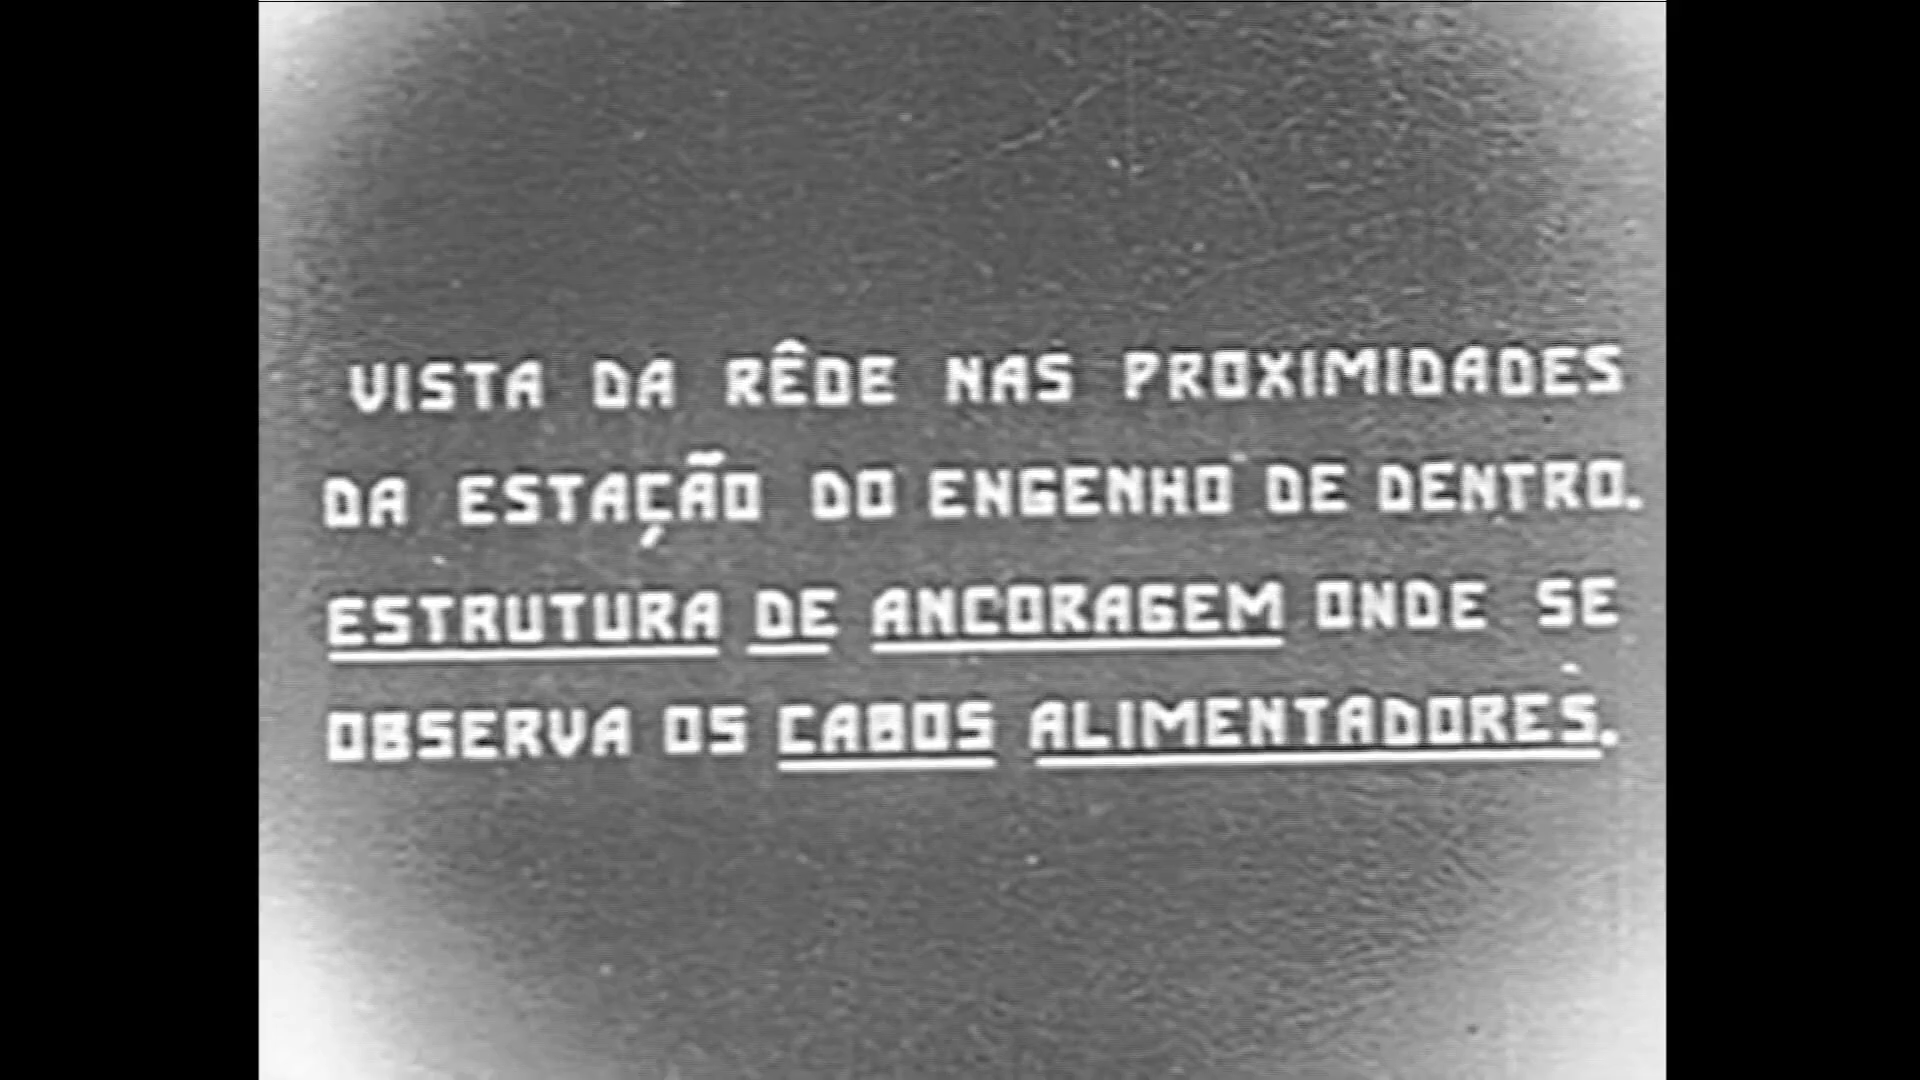 VISTA DA RÊDE NAS PROXIMIDADES
DA ESTAÇÃO DO ENGENHO DE DENTRO.
ESTRUTURA DE ANCORAGEM ONDE SE
OBSERVA OS CABOS ALIMENTADORES.